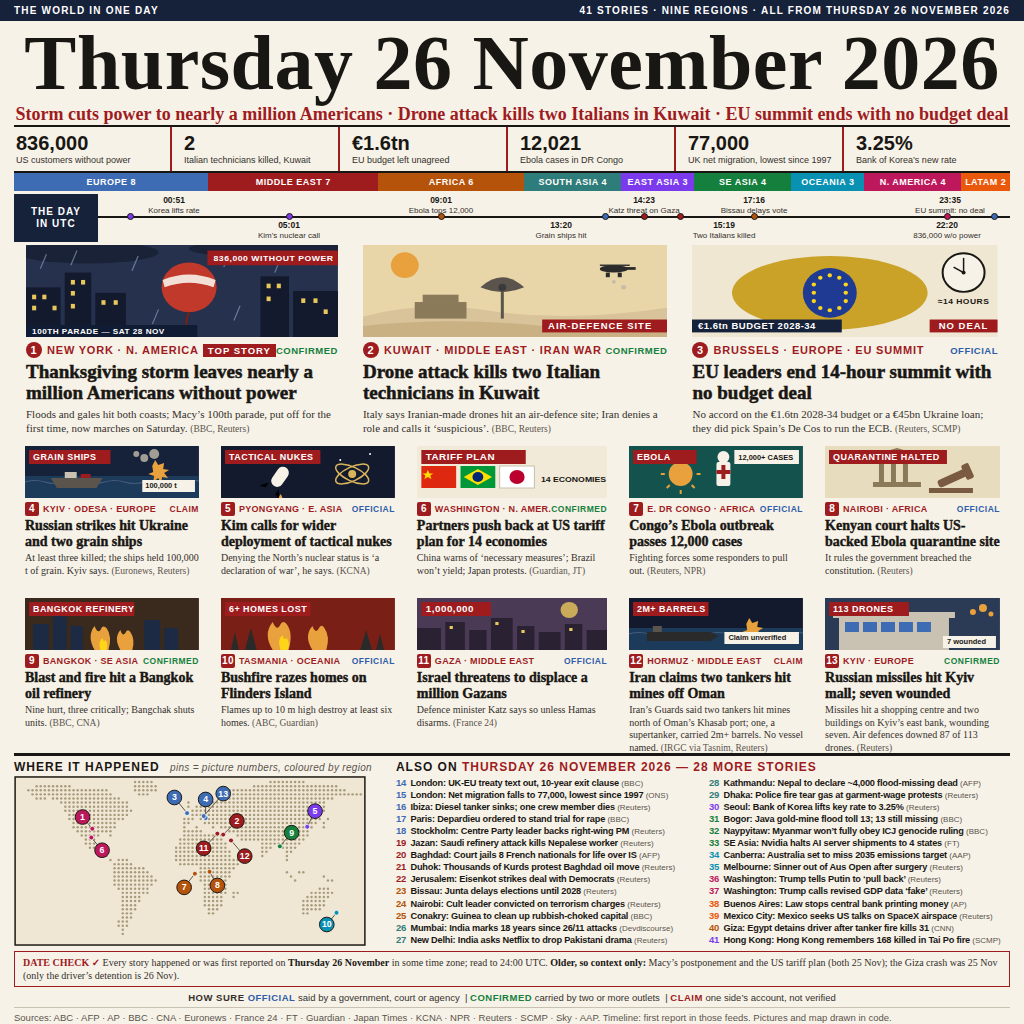 THE WORLD IN ONE DAY
41 STORIES · NINE REGIONS · ALL FROM THURSDAY 26 NOVEMBER 2026
Thursday 26 November 2026
Storm cuts power to nearly a million Americans · Drone attack kills two Italians in Kuwait · EU summit ends with no budget deal
836,000
US customers without power
2
Italian technicians killed, Kuwait
€1.6tn
EU budget left unagreed
12,021
Ebola cases in DR Congo
77,000
UK net migration, lowest since 1997
3.25%
Bank of Korea's new rate
EUROPE 8
MIDDLE EAST 7
AFRICA 6
SOUTH ASIA 4
EAST ASIA 3
SE ASIA 4
OCEANIA 3
N. AMERICA 4
LATAM 2
THE DAY
IN UTC
00:51
Korea lifts rate
05:01
Kim's nuclear call
09:01
Ebola tops 12,000
13:20
Grain ships hit
14:23
Katz threat on Gaza
15:19
Two Italians killed
17:16
Bissau delays vote
22:20
836,000 w/o power
23:35
EU summit: no deal
836,000 WITHOUT POWER
100TH PARADE — SAT 28 NOV
1 NEW YORK · N. AMERICA TOP STORY CONFIRMED
Thanksgiving storm leaves nearly a
million Americans without power
Floods and gales hit both coasts; Macy's 100th parade, put off for the
first time, now marches on Saturday. (BBC, Reuters)
AIR-DEFENCE SITE
2 KUWAIT · MIDDLE EAST · IRAN WAR CONFIRMED
Drone attack kills two Italian
technicians in Kuwait
Italy says Iranian-made drones hit an air-defence site; Iran denies a
role and calls it 'suspicious'. (BBC, Reuters)
≈14 HOURS
€1.6tn BUDGET 2028-34
NO DEAL
3 BRUSSELS · EUROPE · EU SUMMIT OFFICIAL
EU leaders end 14-hour summit with
no budget deal
No accord on the €1.6tn 2028-34 budget or a €45bn Ukraine loan;
they did pick Spain's De Cos to run the ECB. (Reuters, SCMP)
GRAIN SHIPS
100,000 t
4 KYIV · ODESA · EUROPE CLAIM
Russian strikes hit Ukraine
and two grain ships
At least three killed; the ships held 100,000
t of grain. Kyiv says. (Euronews, Reuters)
TACTICAL NUKES
5 PYONGYANG · E. ASIA OFFICIAL
Kim calls for wider
deployment of tactical nukes
Denying the North's nuclear status is 'a
declaration of war', he says. (KCNA)
TARIFF PLAN
14 ECONOMIES
6 WASHINGTON · N. AMER. CONFIRMED
Partners push back at US tariff
plan for 14 economies
China warns of 'necessary measures'; Brazil
won't yield; Japan protests. (Guardian, JT)
EBOLA
12,000+ CASES
7 E. DR CONGO · AFRICA OFFICIAL
Congo's Ebola outbreak
passes 12,000 cases
Fighting forces some responders to pull
out. (Reuters, NPR)
QUARANTINE HALTED
8 NAIROBI · AFRICA OFFICIAL
Kenyan court halts US-
backed Ebola quarantine site
It rules the government breached the
constitution. (Reuters)
BANGKOK REFINERY
9 BANGKOK · SE ASIA CONFIRMED
Blast and fire hit a Bangkok
oil refinery
Nine hurt, three critically; Bangchak shuts
units. (BBC, CNA)
6+ HOMES LOST
10 TASMANIA · OCEANIA OFFICIAL
Bushfire razes homes on
Flinders Island
Flames up to 10 m high destroy at least six
homes. (ABC, Guardian)
1,000,000
11 GAZA · MIDDLE EAST OFFICIAL
Israel threatens to displace a
million Gazans
Defence minister Katz says so unless Hamas
disarms. (France 24)
2M+ BARRELS
Claim unverified
12 HORMUZ · MIDDLE EAST CLAIM
Iran claims two tankers hit
mines off Oman
Iran's Guards said two tankers hit mines
north of Oman's Khasab port; one, a
supertanker, carried 2m+ barrels. No vessel
named. (IRGC via Tasnim, Reuters)
113 DRONES
7 wounded
13 KYIV · EUROPE CONFIRMED
Russian missiles hit Kyiv
mall; seven wounded
Missiles hit a shopping centre and two
buildings on Kyiv's east bank, wounding
seven. Air defences downed 87 of 113
drones. (Reuters)
WHERE IT HAPPENED pins = picture numbers, coloured by region
1
2
3
4
5
6
7
8
9
10
11
12
13
ALSO ON THURSDAY 26 NOVEMBER 2026 — 28 MORE STORIES
14 London: UK-EU treaty text out, 10-year exit clause (BBC)
15 London: Net migration falls to 77,000, lowest since 1997 (ONS)
16 Ibiza: Diesel tanker sinks; one crew member dies (Reuters)
17 Paris: Depardieu ordered to stand trial for rape (BBC)
18 Stockholm: Centre Party leader backs right-wing PM (Reuters)
19 Jazan: Saudi refinery attack kills Nepalese worker (Reuters)
20 Baghdad: Court jails 8 French nationals for life over IS (AFP)
21 Duhok: Thousands of Kurds protest Baghdad oil move (Reuters)
22 Jerusalem: Eisenkot strikes deal with Democrats (Reuters)
23 Bissau: Junta delays elections until 2028 (Reuters)
24 Nairobi: Cult leader convicted on terrorism charges (Reuters)
25 Conakry: Guinea to clean up rubbish-choked capital (BBC)
26 Mumbai: India marks 18 years since 26/11 attacks (Devdiscourse)
27 New Delhi: India asks Netflix to drop Pakistani drama (Reuters)
28 Kathmandu: Nepal to declare ~4,000 flood-missing dead (AFP)
29 Dhaka: Police fire tear gas at garment-wage protests (Reuters)
30 Seoul: Bank of Korea lifts key rate to 3.25% (Reuters)
31 Bogor: Java gold-mine flood toll 13; 13 still missing (BBC)
32 Naypyitaw: Myanmar won't fully obey ICJ genocide ruling (BBC)
33 SE Asia: Nvidia halts AI server shipments to 4 states (FT)
34 Canberra: Australia set to miss 2035 emissions target (AAP)
35 Melbourne: Sinner out of Aus Open after surgery (Reuters)
36 Washington: Trump tells Putin to 'pull back' (Reuters)
37 Washington: Trump calls revised GDP data 'fake' (Reuters)
38 Buenos Aires: Law stops central bank printing money (AP)
39 Mexico City: Mexico seeks US talks on SpaceX airspace (Reuters)
40 Giza: Egypt detains driver after tanker fire kills 31 (CNN)
41 Hong Kong: Hong Kong remembers 168 killed in Tai Po fire (SCMP)
DATE CHECK ✓ Every story happened or was first reported on Thursday 26 November in some time zone; read to 24:00 UTC. Older, so context only: Macy's postponement and the US tariff plan (both 25 Nov); the Giza crash was 25 Nov
(only the driver's detention is 26 Nov).
HOW SURE OFFICIAL said by a government, court or agency | CONFIRMED carried by two or more outlets | CLAIM one side's account, not verified
Sources: ABC · AFP · AP · BBC · CNA · Euronews · France 24 · FT · Guardian · Japan Times · KCNA · NPR · Reuters · SCMP · Sky · AAP. Timeline: first report in those feeds. Pictures and map drawn in code.